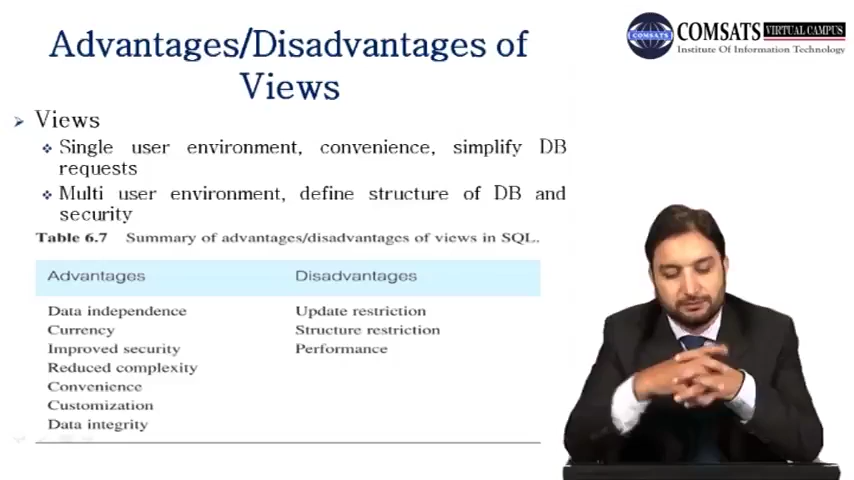 Advantages/Disadvantages of
Views
COMSATS VIRTUAL CAMPUS
Institute Of Information Technology
COMSATS
Views
Single user environment, convenience, simplify DB
requests
Multi user environment, define structure of DB and
security
Table 6.7 Summary of advantages/disadvantages of views in SQL.
Advantages Disadvantages
Data independence Update restriction
Currency Structure restriction
Improved security Performance
Reduced complexity
Convenience
Customization
Data integrity